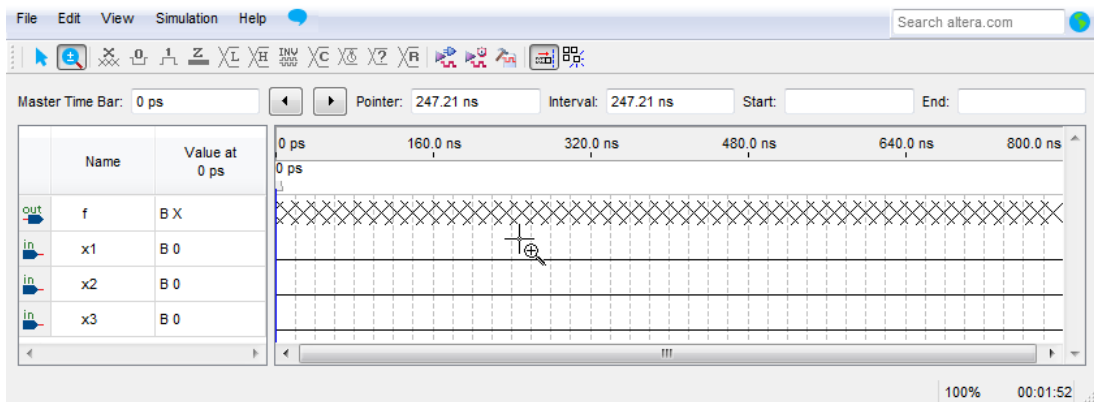 File Edit View Simulation Help Search altera.com
Master Time Bar: 0 ps Pointer: 247.21 ns Interval: 247.21 ns Start: End:
Name Value at 0 ps
0 ps 160.0 ns 320.0 ns 480.0 ns 640.0 ns 800.0 ns
0 ps
out f B X
in x1 B 0
in x2 B 0
in x3 B 0
100% 00:01:52